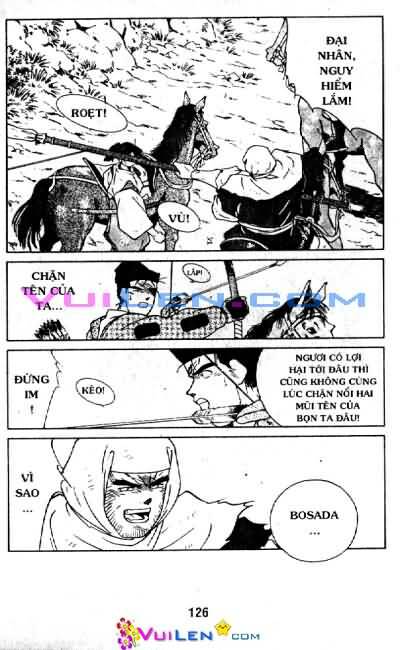 ĐẠI
NHÂN,
NGUY
HIỂM
LẮM!
ROẸT!
VÙ!
CHẶN
TÊN CỦA
TA...
LẮP!
VUILEN.COM
NGƯƠI CÓ LỢI
HẠI TỚI ĐÂU THÌ
CŨNG KHÔNG CÙNG
LÚC CHẶN NỔI HAI
MŨI TÊN CỦA
BỌN TA ĐÂU!
KÈO!
ĐỨNG
IM
!
VÌ
SAO
...
BOSADA
...
126
VUILEN.COM